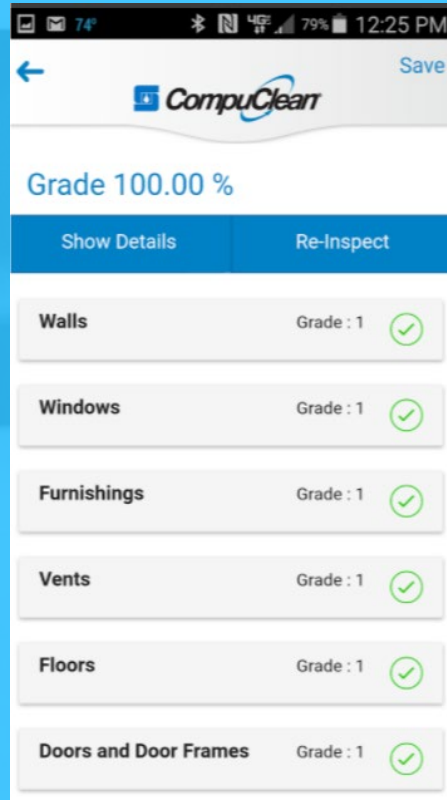 74° 4G 79% 12:25 PM
Save
CompuClean
Grade 100.00 %
Show Details Re-Inspect
Walls Grade : 1
Windows Grade : 1
Furnishings Grade : 1
Vents Grade : 1
Floors Grade : 1
Doors and Door Frames Grade : 1